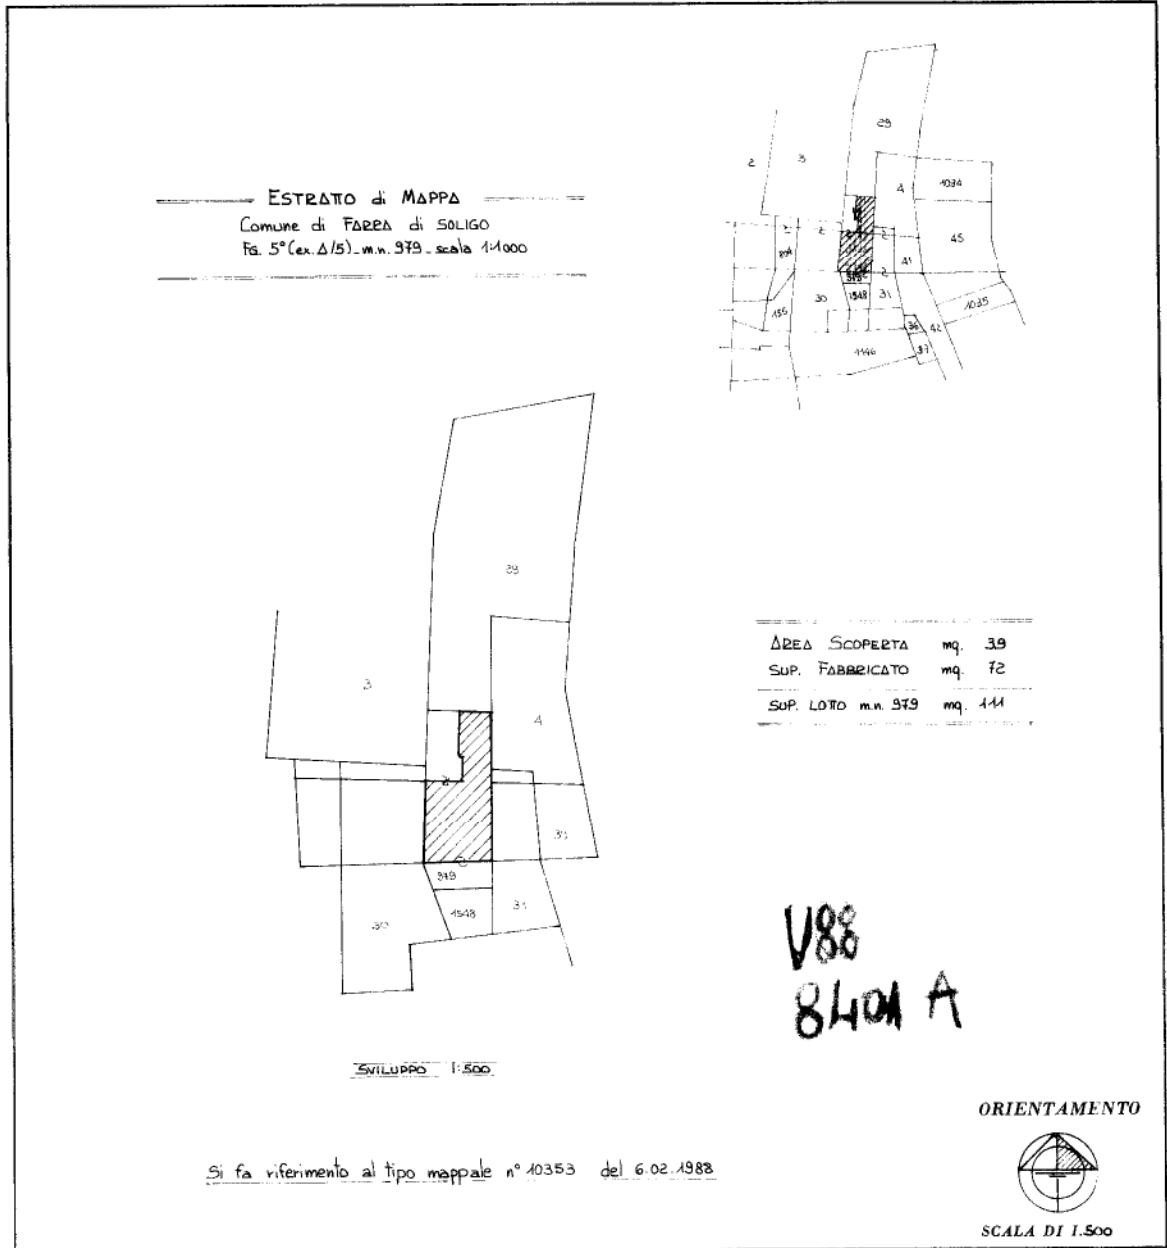 ESTRATTO di MAPPA
Comune di FARRA di SOLIGO
Fg. 5° (ex. A/5) - m.n. 979 - scala 1:1000
29
2
3
4
1034
45
2
2
2
2
41
2
30
1548
31
1035
155
36
42
37
1146
39
3
4
979
1548
31
30
AREA SCOPERTA mq. 39
SUP. FABBRICATO mq. 72
SUP. LOTTO m.n. 979 mq. 111
V88
8401 A
SVILUPPO 1:500
Si fa riferimento al tipo mappale n° 10353 del 6.02.1988
ORIENTAMENTO
SCALA DI 1.500